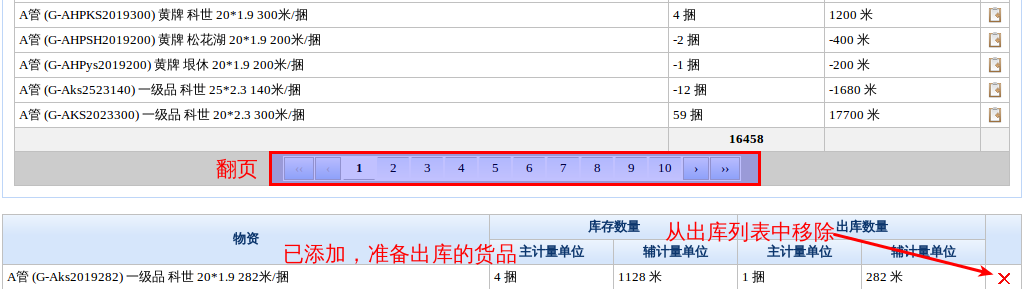 A管 (G-AHPKS2019300) 黄牌 科世 20*1.9 300米/捆 4 捆 1200 米
A管 (G-AHPSH2019200) 黄牌 松花湖 20*1.9 200米/捆 -2 捆 -400 米
A管 (G-AHPys2019200) 黄牌 垠休 20*1.9 200米/捆 -1 捆 -200 米
A管 (G-Aks2523140) 一级品 科世 25*2.3 140米/捆 -12 捆 -1680 米
A管 (G-AKS2023300) 一级品 科世 20*2.3 300米/捆 59 捆 17700 米
16458
翻页 ‹‹ ‹ 1 2 3 4 5 6 7 8 9 10 › ››
物资 库存数量 出库数量
从出库列表中移除
已添加，准备出库的货品
主计量单位 辅计量单位 主计量单位 辅计量单位
A管 (G-Aks2019282) 一级品 科世 20*1.9 282米/捆 4 捆 1128 米 1 捆 282 米